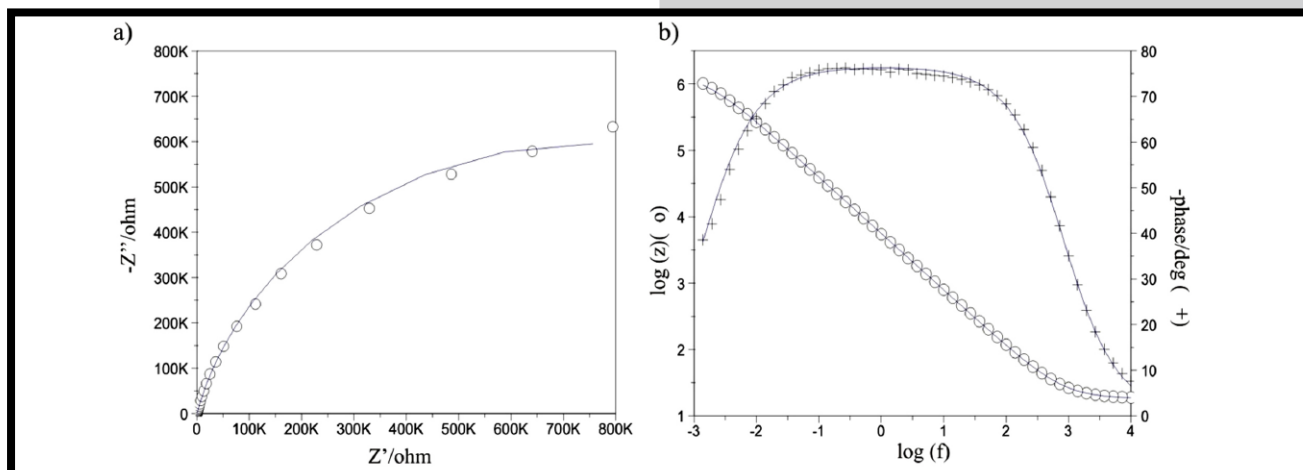 a)
800K
700K
600K
500K
400K
300K
200K
100K
0
-Z''/ohm
0 100K 200K 300K 400K 500K 600K 700K 800K
Z'/ohm
b)
6
5
4
3
2
1
log (z)( o)
80
70
60
50
40
30
20
10
0
-phase/deg ( +)
-3 -2 -1 0 1 2 3 4
log (f)